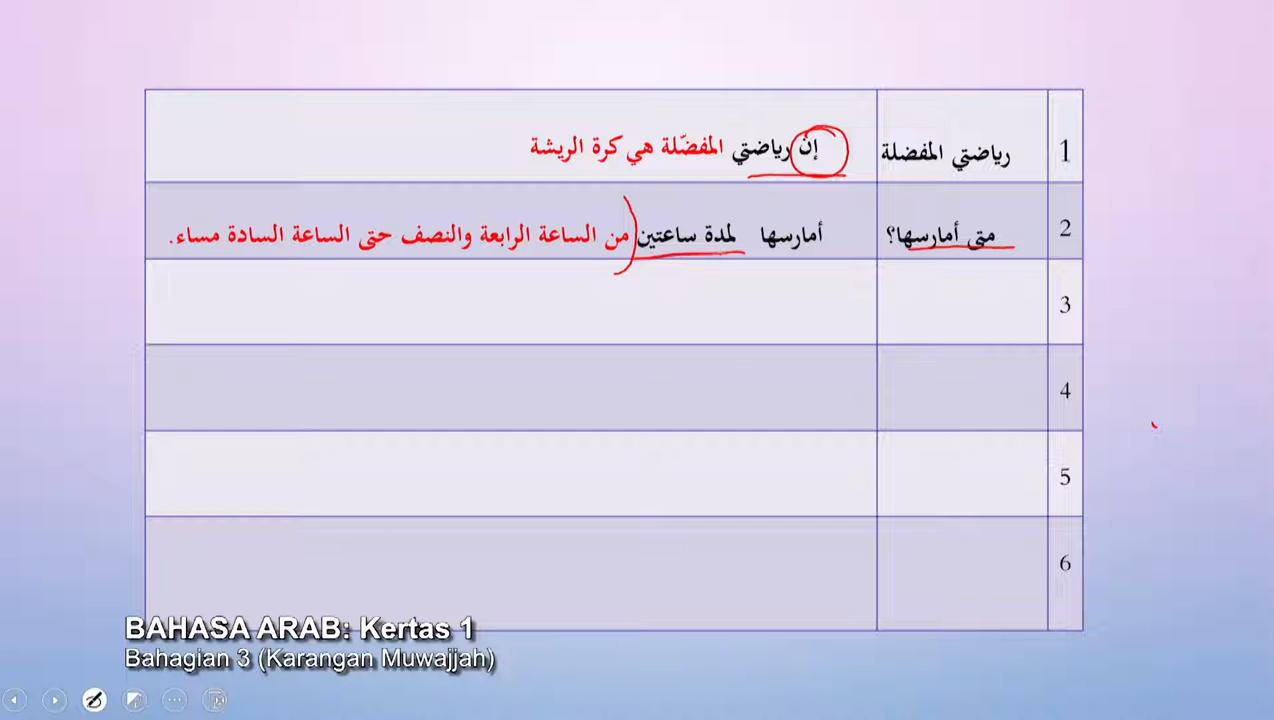 1 رياضتي المفضلة إن رياضتي المفضّلة هي كرة الريشة
2 متى أمارسها؟ أمارسها لمدة ساعتين من الساعة الرابعة والنصف حتى الساعة السادة مساء.
3
4
5
6
BAHASA ARAB: Kertas 1
Bahagian 3 (Karangan Muwajjah)